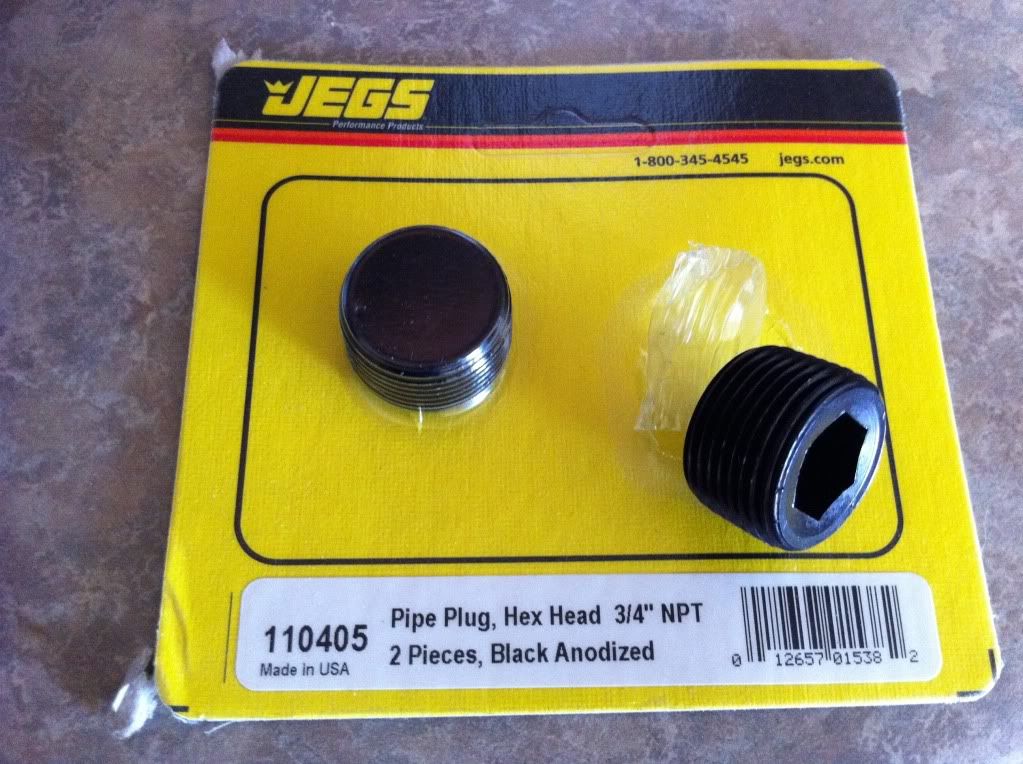 JEGS
Performance Products
1-800-345-4545 jegs.com
110405
Made in USA
Pipe Plug, Hex Head 3/4" NPT
2 Pieces, Black Anodized
0 12657 01538 2